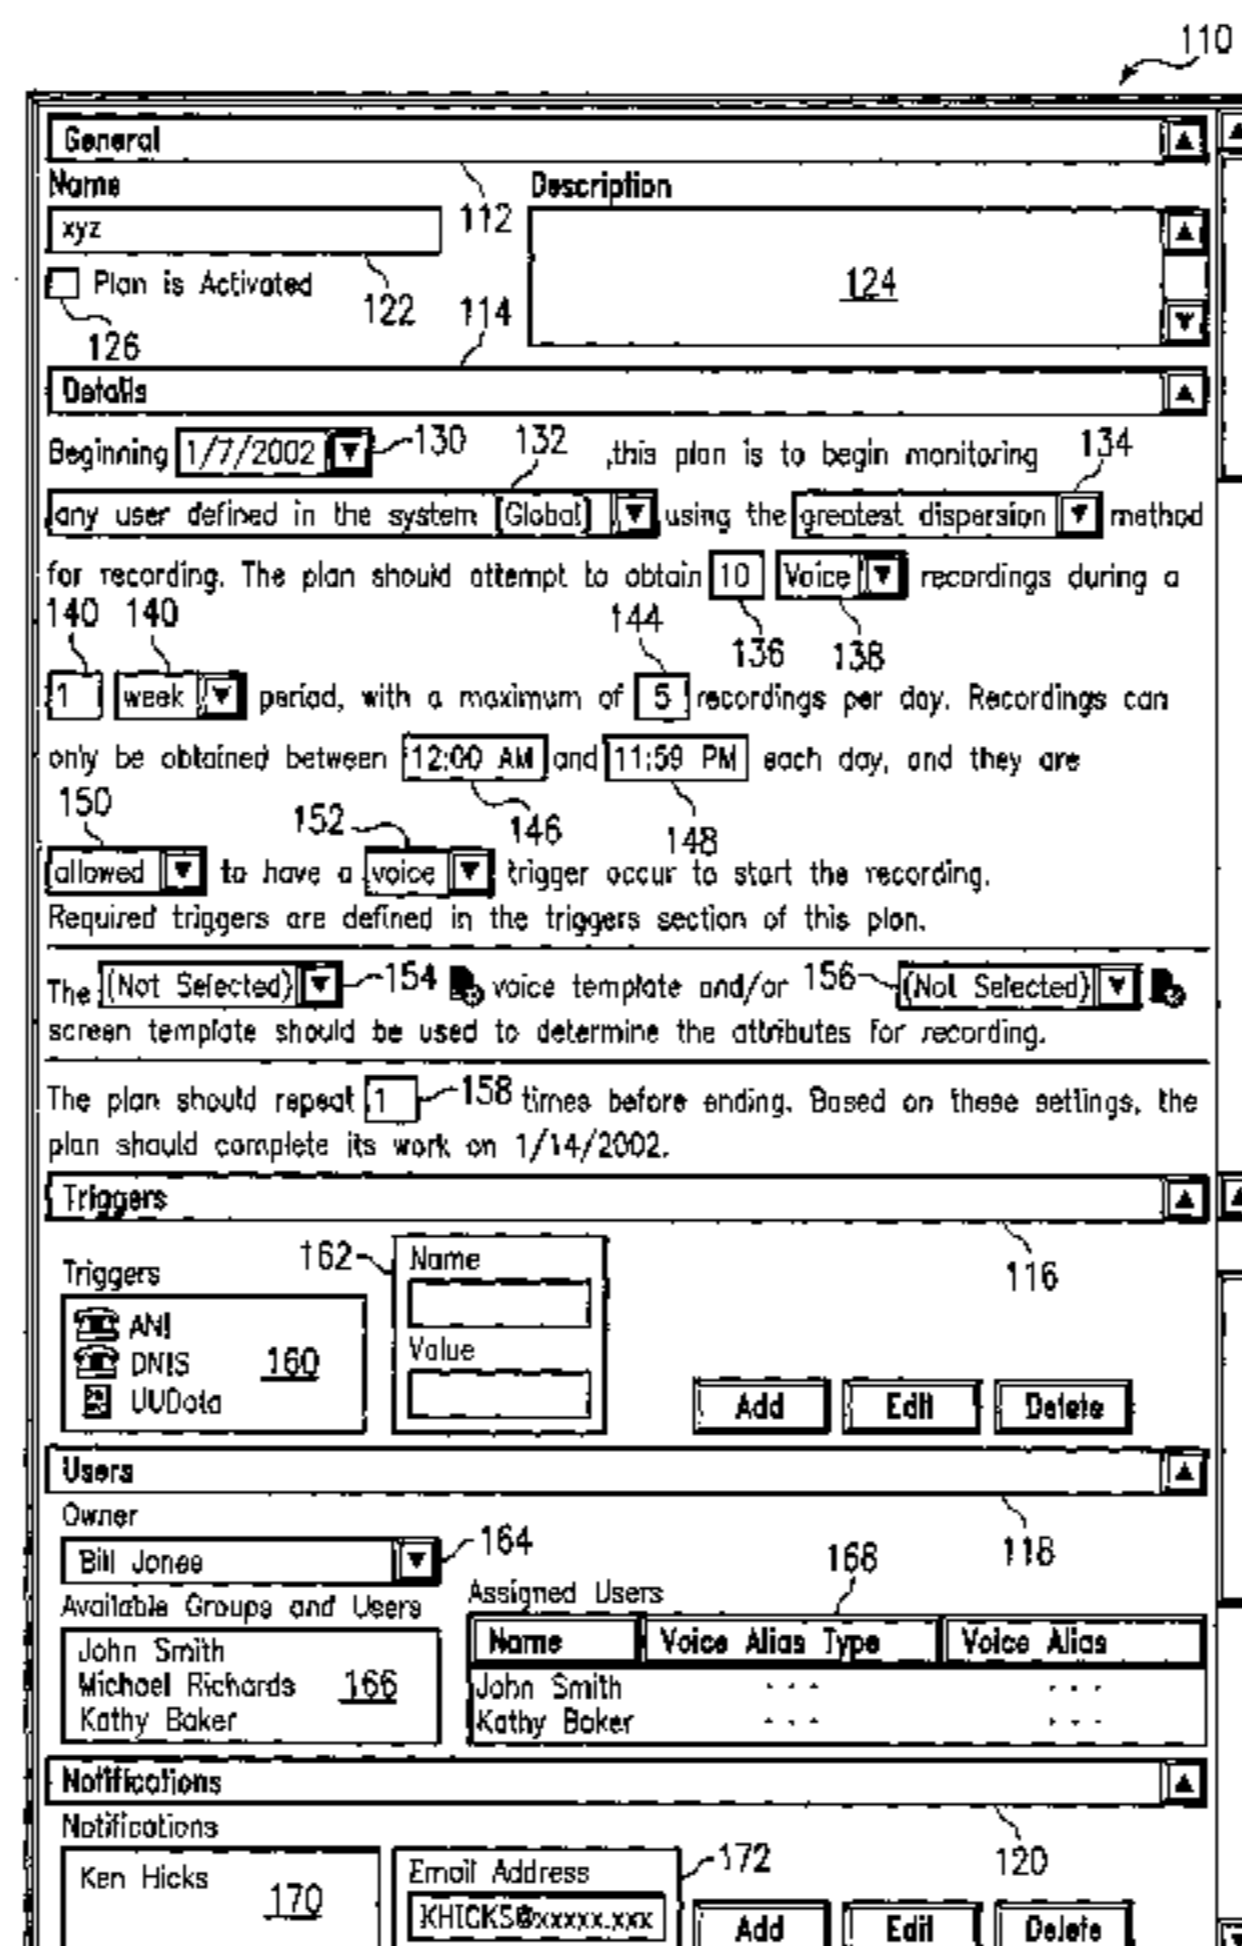 110
General
Name Description
112
xyz
Plan is Activated 124
122 114
126
Details
Beginning 1/7/2002 130 132 ,this plan is to begin monitoring 134
any user defined in the system (Global) using the greatest dispersion method
for recording. The plan should attempt to obtain 10 Voice recordings during a
140 140 144 136 138
1 week period, with a maximum of 5 recordings per day. Recordings can
only be obtained between 12:00 AM and 11:59 PM each day, and they are
150 152 146 148
allowed to have a voice trigger occur to start the recording.
Required triggers are defined in the triggers section of this plan.
The (Not Selected) 154 voice template and/or 156 (Not Selected)
screen template should be used to determine the attributes for recording.
The plan should repeat 1 158 times before ending. Based on these settings, the
plan should complete its work on 1/14/2002.
Triggers
162 Name 116
Triggers
ANI
Value
DNIS 160
UUData
Add Edit Delete
Users
Owner
Bill Jones 164 168 118
Available Groups and Users Assigned Users
Name Voice Alias Type Voice Alias
John Smith
Michael Richards 166 John Smith . . . . . .
Kathy Baker Kathy Baker . . . . . .
Notifications
Notifications
Ken Hicks Email Address 172 120
170 KHICKS@xxxxx.xxx
Add Edit Delete